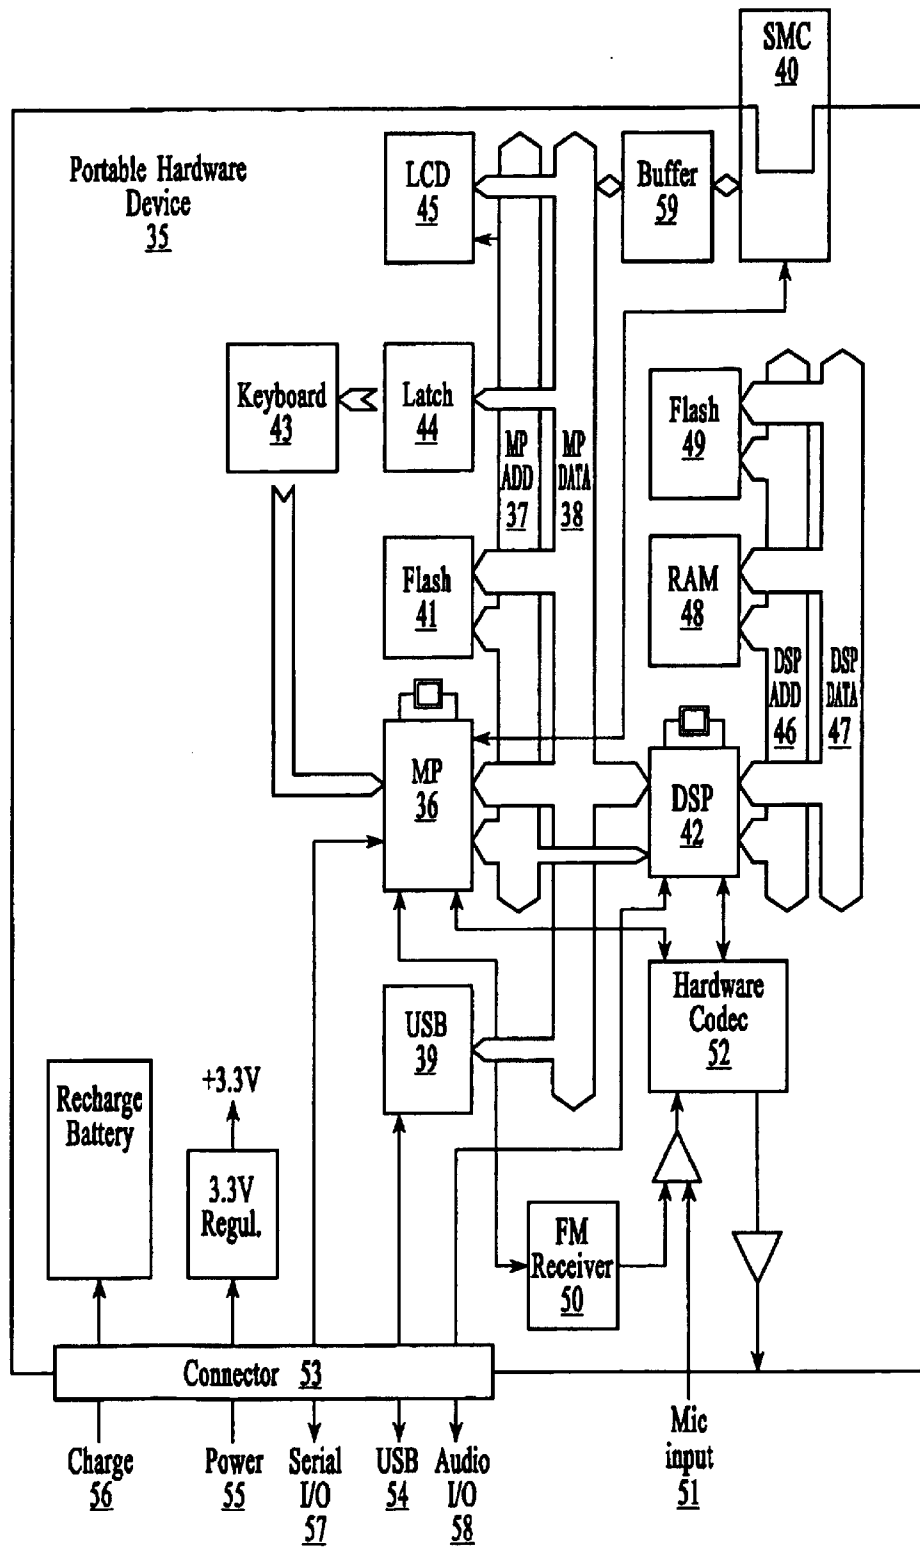 SMC
40
Portable Hardware
Device
35
LCD
45
Buffer
59
Keyboard
43
Latch
44
MP
ADD
37
MP
DATA
38
Flash
49
Flash
41
RAM
48
DSP
ADD
46
DSP
DATA
47
MP
36
DSP
42
USB
39
Hardware
Codec
52
Recharge
Battery
+3.3V
3.3V
Regul.
FM
Receiver
50
Connector 53
Charge
56
Power
55
Serial
I/O
57
USB
54
Audio
I/O
58
Mic
input
51